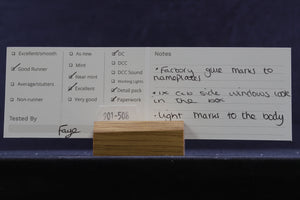 Excellent/smooth
Good Runner
Average/stutters
Non-runner
Tested By
Faye
As new
Mint
Near mint
Excellent
Very good
DC
DCC
DCC Sound
Working Lights
Detail pack
Paperwork
901-506
Notes
• Factory glue marks to
nameplates
• 1x Cab side windows
in the box
• Light marks to the body